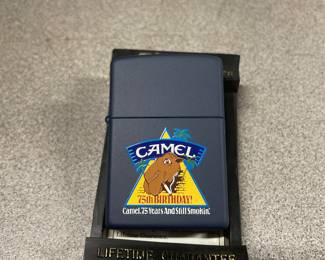 CAMEL
75th BIRTHDAY!
Camel. 75 Years And Still Smokin'.
LIFETIME GUARANTEE